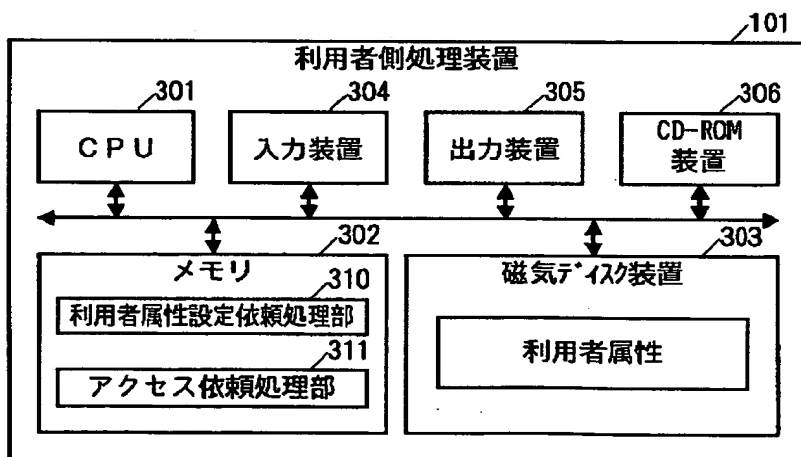 101
利用者側処理装置
301
304
305
306
CPU
入力装置
出力装置
CD-ROM
装置
302
303
メモリ
磁気ディスク装置
310
利用者属性設定依頼処理部
利用者属性
311
アクセス依頼処理部